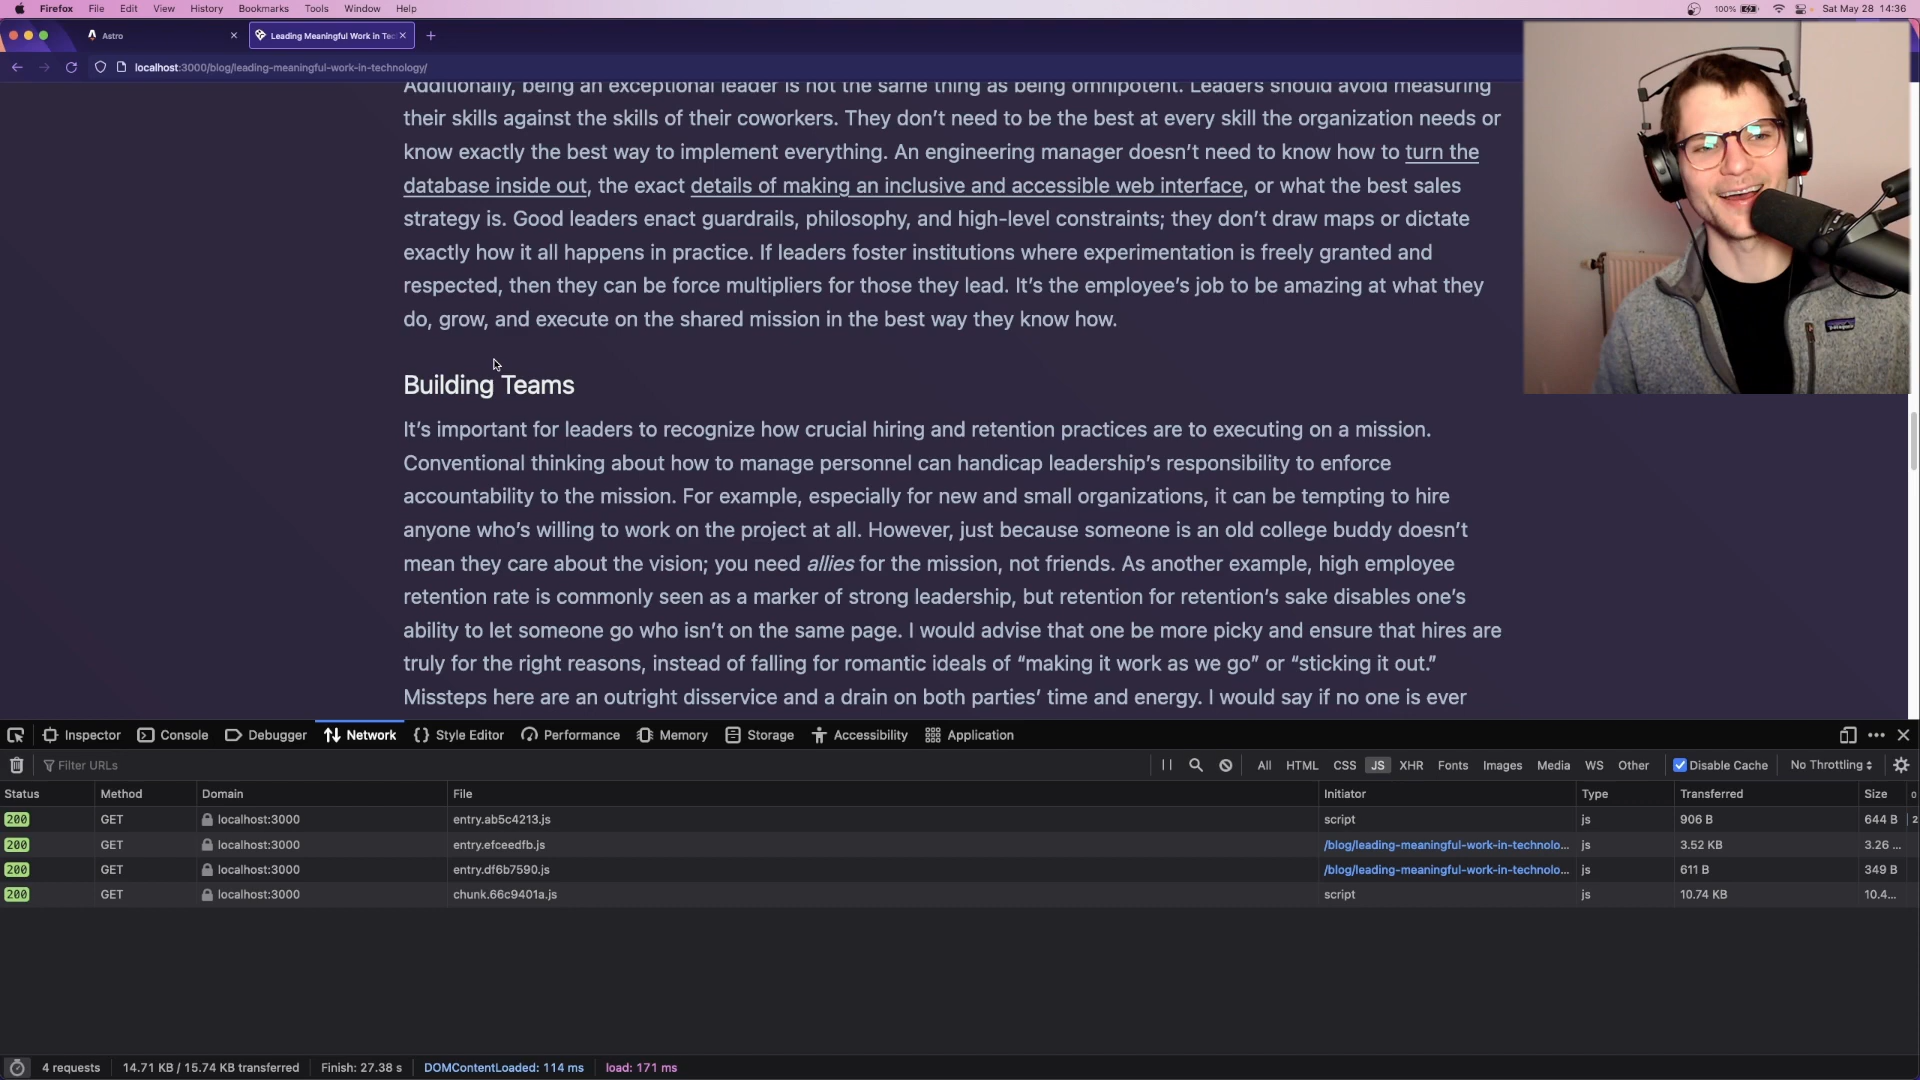 Firefox File Edit View History Bookmarks Tools Window Help 100% Sat May 28 14:36
Astro Leading Meaningful Work in Tec
localhost:3000/blog/leading-meaningful-work-in-technology/
Additionally, being an exceptional leader is not the same thing as being omnipotent. Leaders should avoid measuring
their skills against the skills of their coworkers. They don’t need to be the best at every skill the organization needs or
know exactly the best way to implement everything. An engineering manager doesn’t need to know how to turn the
database inside out, the exact details of making an inclusive and accessible web interface, or what the best sales
strategy is. Good leaders enact guardrails, philosophy, and high-level constraints; they don’t draw maps or dictate
exactly how it all happens in practice. If leaders foster institutions where experimentation is freely granted and
respected, then they can be force multipliers for those they lead. It’s the employee’s job to be amazing at what they
do, grow, and execute on the shared mission in the best way they know how.
patagonia
Building Teams
It’s important for leaders to recognize how crucial hiring and retention practices are to executing on a mission.
Conventional thinking about how to manage personnel can handicap leadership’s responsibility to enforce
accountability to the mission. For example, especially for new and small organizations, it can be tempting to hire
anyone who’s willing to work on the project at all. However, just because someone is an old college buddy doesn’t
mean they care about the vision; you need allies for the mission, not friends. As another example, high employee
retention rate is commonly seen as a marker of strong leadership, but retention for retention’s sake disables one’s
ability to let someone go who isn’t on the same page. I would advise that one be more picky and ensure that hires are
truly for the right reasons, instead of falling for romantic ideals of “making it work as we go” or “sticking it out.”
Missteps here are an outright disservice and a drain on both parties’ time and energy. I would say if no one is ever
Inspector Console Debugger Network Style Editor Performance Memory Storage Accessibility Application
Filter URLs All HTML CSS JS XHR Fonts Images Media WS Other Disable Cache No Throttling
Status Method Domain File Initiator Type Transferred Size 0
200 GET localhost:3000 entry.ab5c4213.js script js 906 B 644 B 2
200 GET localhost:3000 entry.efceedfb.js /blog/leading-meaningful-work-in-technolo... js 3.52 KB 3.26 ...
200 GET localhost:3000 entry.df6b7590.js /blog/leading-meaningful-work-in-technolo... js 611 B 349 B
200 GET localhost:3000 chunk.66c9401a.js script js 10.74 KB 10.4...
4 requests 14.71 KB / 15.74 KB transferred Finish: 27.38 s DOMContentLoaded: 114 ms load: 171 ms